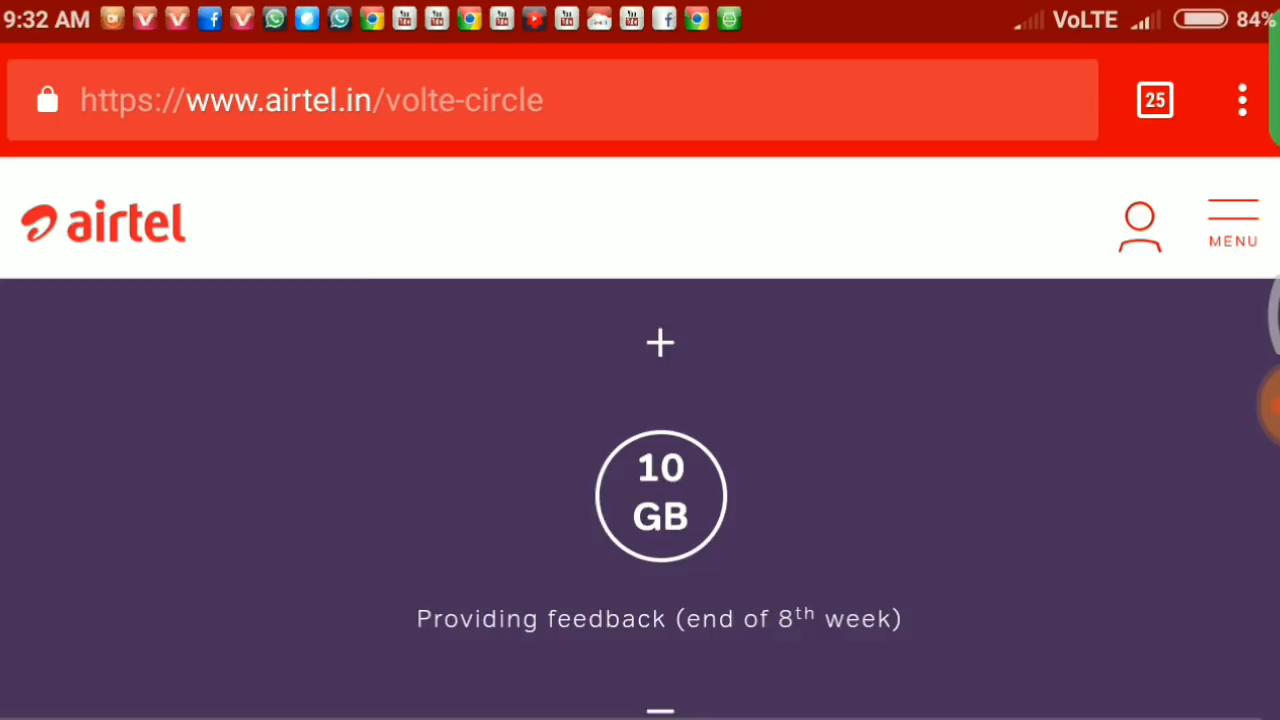 9:32 AM
VoLTE
84%
https://www.airtel.in/volte-circle
25
airtel
MENU
+
10
GB
Providing feedback (end of 8th week)